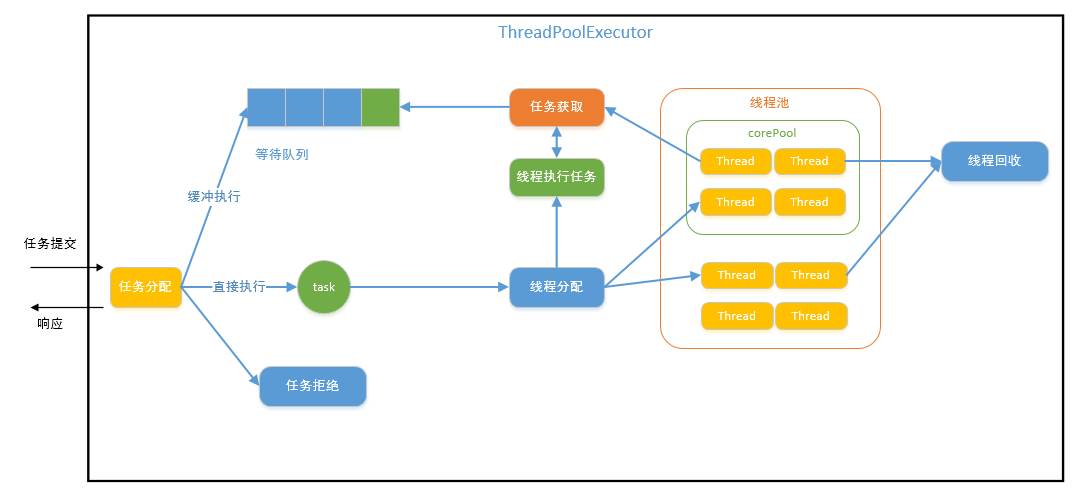 ThreadPoolExecutor
等待队列
任务获取
线程池
corePool
Thread
Thread
线程回收
线程执行任务
缓冲执行
Thread
Thread
任务提交
任务分配
直接执行
task
线程分配
Thread
Thread
响应
Thread
Thread
任务拒绝